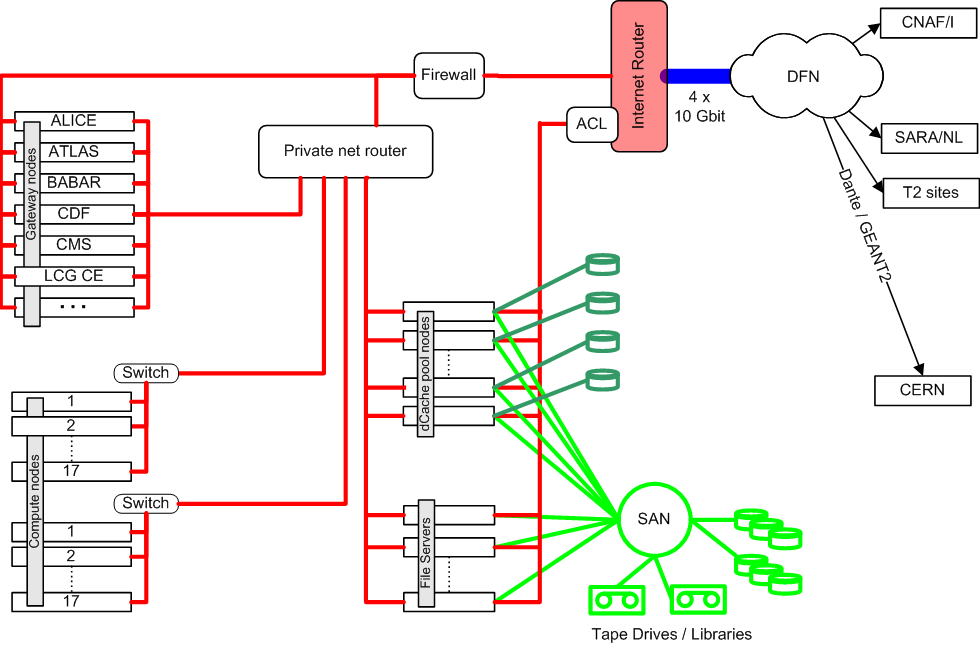 CNAF/I
Internet Router
Firewall
DFN
4 x
10 Gbit
ACL
ALICE
SARA/NL
Private net router
ATLAS
Gateway nodes
BABAR
T2 sites
Dante / GEANT2
CDF
CMS
LCG CE
...
dCache pool nodes
Switch
CERN
1
2
17
Compute nodes
Switch
File Servers
SAN
1
2
17
Tape Drives / Libraries